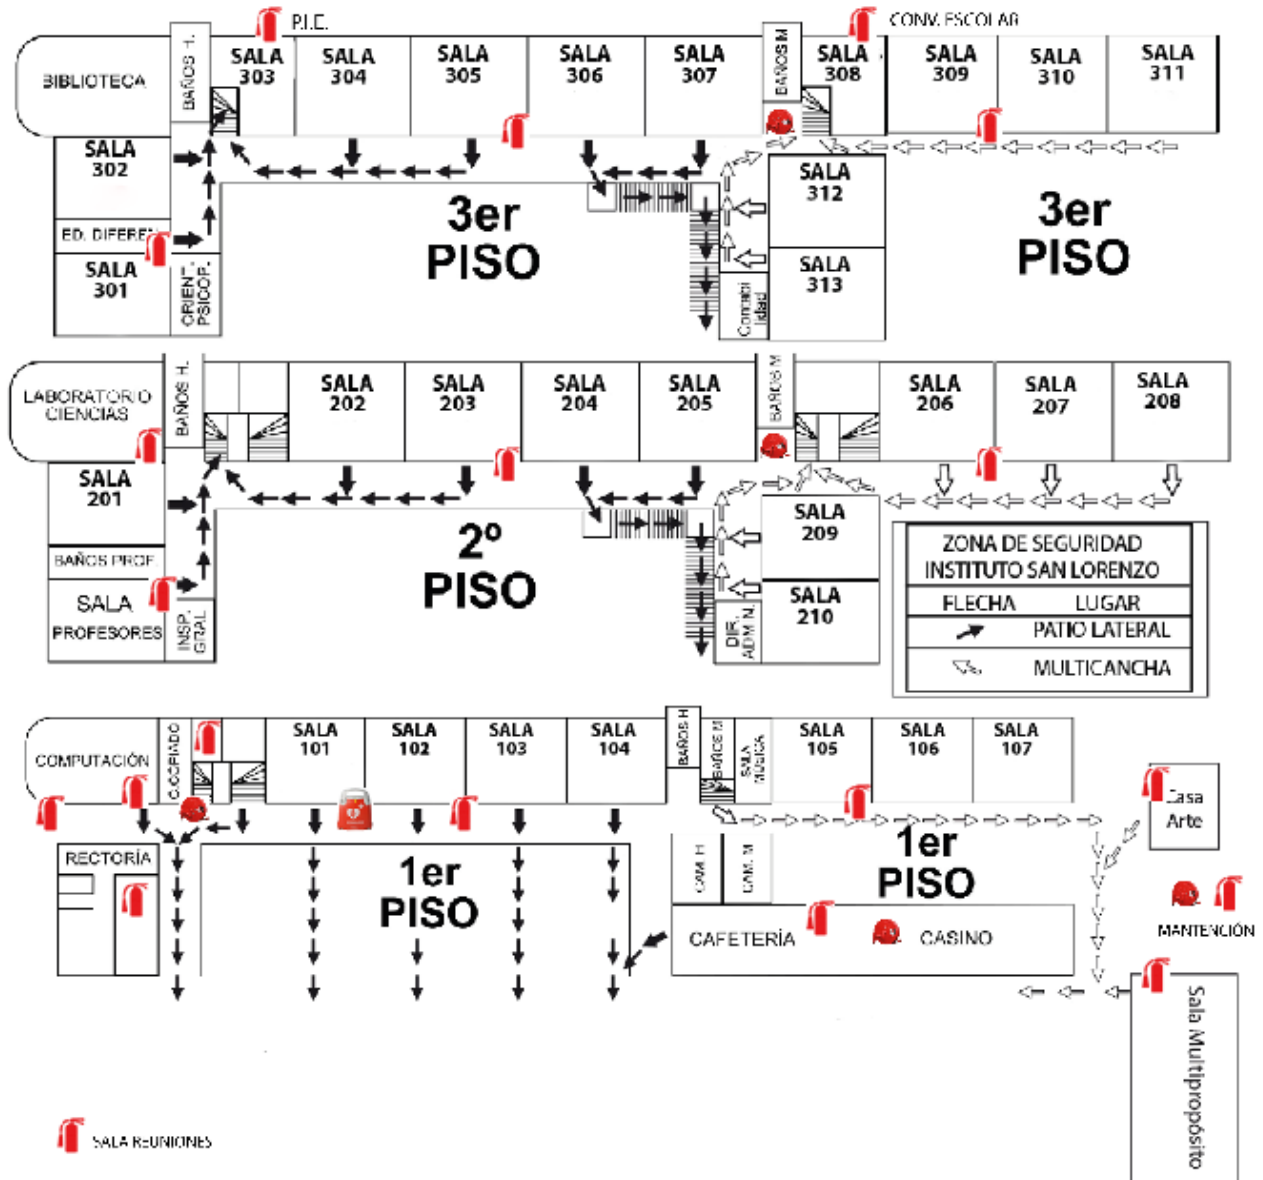 P.I.E.
CONV. ESCOLAR
BIBLIOTECA
BAÑOS H.
SALA
303
SALA
304
SALA
305
SALA
306
SALA
307
BAÑOS M
SALA
308
SALA
309
SALA
310
SALA
311
SALA
302
ED. DIFEREN
SALA
301
ORIENT.
PSICOP.
3er
PISO
SALA
312
SALA
313
Contabi
lidad
3er
PISO
LABORATORIO
CIENCIAS
BAÑOS H.
SALA
202
SALA
203
SALA
204
SALA
205
BAÑOS M
SALA
206
SALA
207
SALA
208
SALA
201
BAÑOS PROF.
SALA
PROFESORES
INSP.
GRAL
2º
PISO
SALA
209
SALA
210
DIR.
ADMIN.
ZONA DE SEGURIDAD
INSTITUTO SAN LORENZO
FLECHA LUGAR
PATIO LATERAL
MULTICANCHA
COMPUTACIÓN
C.COPIADO
SALA
101
SALA
102
SALA
103
SALA
104
BAÑOS H
BAÑOS M
SALA
MÚSICA
SALA
105
SALA
106
SALA
107
Casa
Arte
RECTORÍA
1er
PISO
CAM. H
CAM. M
1er
PISO
CAFETERÍA
CASINO
MANTENCIÓN
Sala Multipropósito
SALA REUNIONES